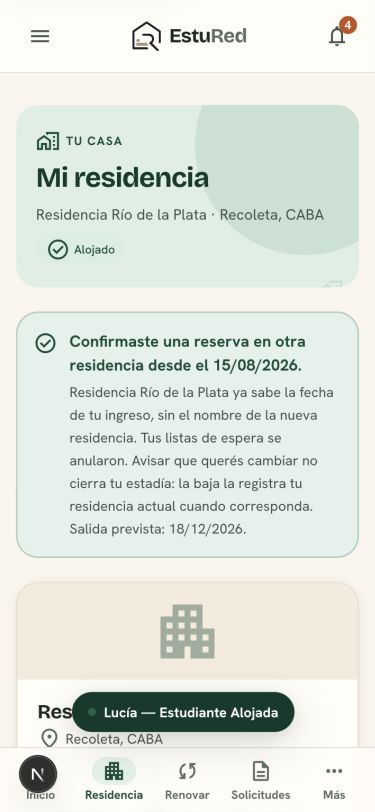 EstuRed
4
TU CASA
Mi residencia
Residencia Río de la Plata · Recoleta, CABA
Alojado
Confirmaste una reserva en otra
residencia desde el 15/08/2026.
Residencia Río de la Plata ya sabe la fecha
de tu ingreso, sin el nombre de la nueva
residencia. Tus listas de espera se
anularon. Avisar que querés cambiar no
cierra tu estadía: la baja la registra tu
residencia actual cuando corresponda.
Salida prevista: 18/12/2026.
Res
Lucía — Estudiante Alojada
Recoleta, CABA
N
Inicio
Residencia
Renovar
Solicitudes
Más